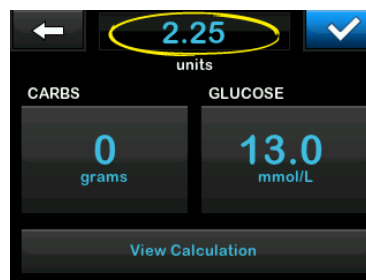 2.25
units
CARBS
GLUCOSE
0
grams
13.0
mmol/L
View Calculation